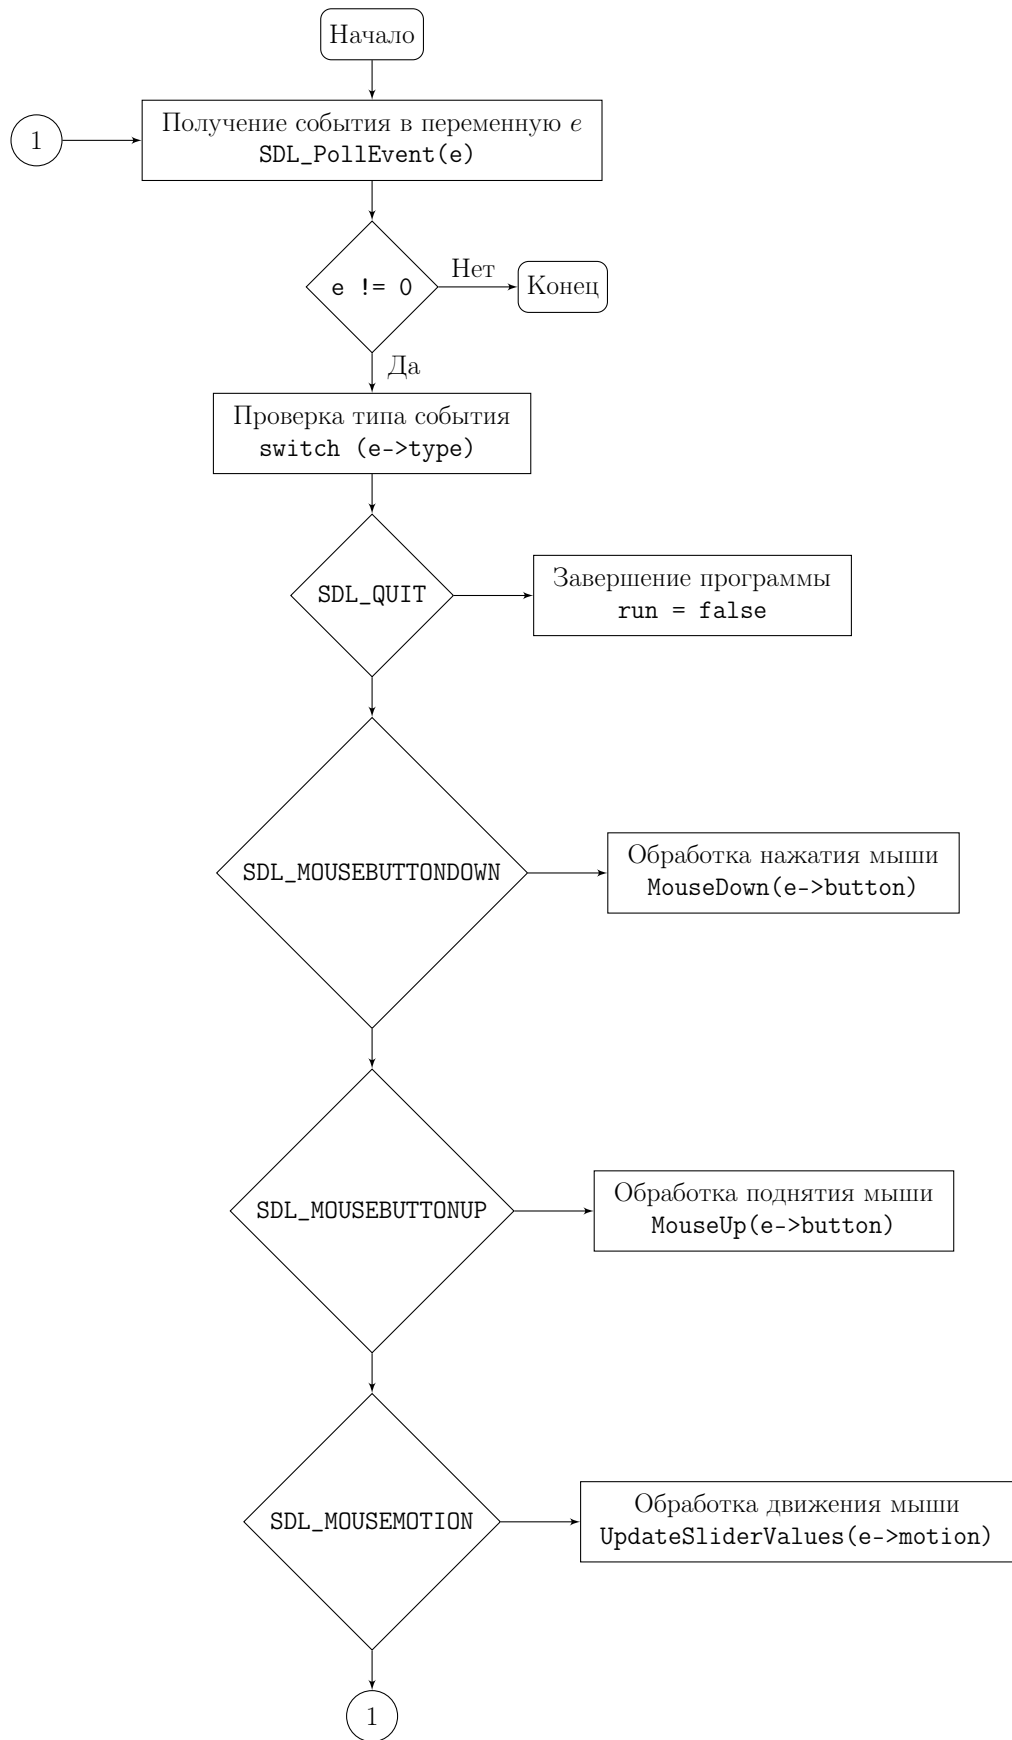 Начало
1
Получение события в переменную e
SDL_PollEvent(e)
e != 0
Нет
Конец
Да
Проверка типа события
switch (e->type)
SDL_QUIT
Завершение программы
run = false
SDL_MOUSEBUTTONDOWN
Обработка нажатия мыши
MouseDown(e->button)
SDL_MOUSEBUTTONUP
Обработка поднятия мыши
MouseUp(e->button)
SDL_MOUSEMOTION
Обработка движения мыши
UpdateSliderValues(e->motion)
1